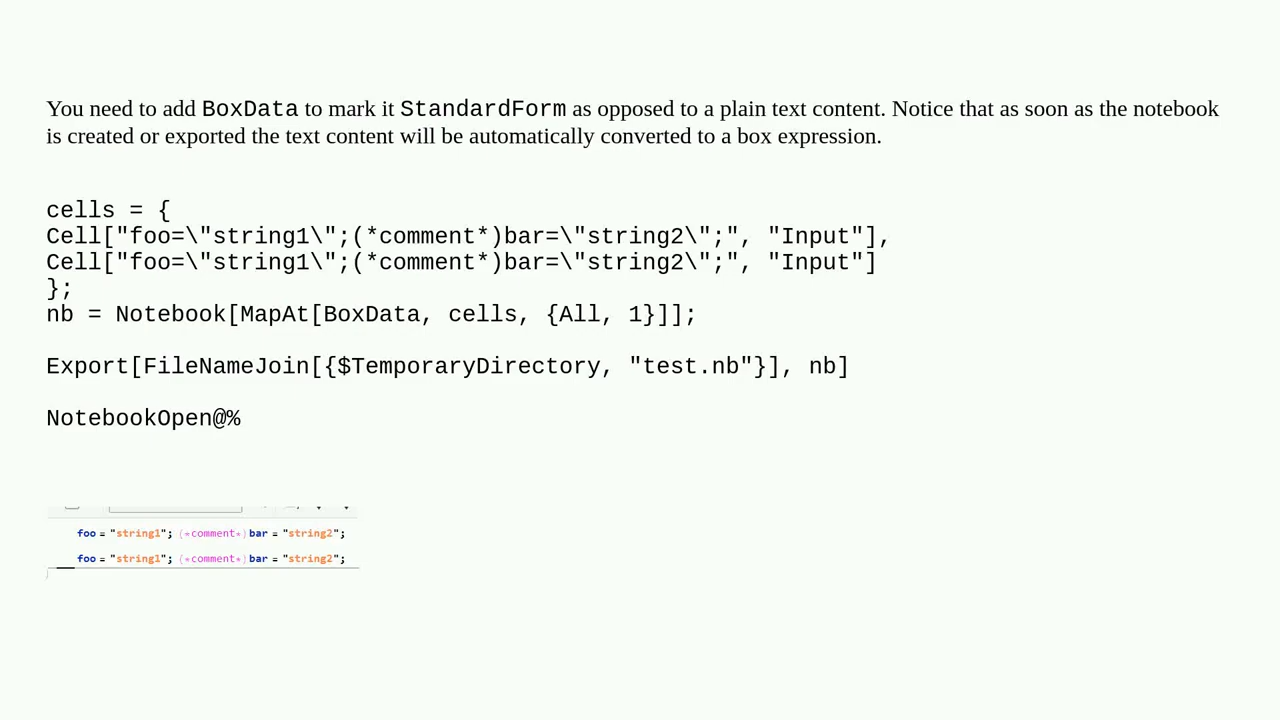 You need to add BoxData to mark it StandardForm as opposed to a plain text content. Notice that as soon as the notebook
is created or exported the text content will be automatically converted to a box expression.
cells = {
Cell["foo=\"string1\";(*comment*)bar=\"string2\";", "Input"],
Cell["foo=\"string1\";(*comment*)bar=\"string2\";", "Input"]
};
nb = Notebook[MapAt[BoxData, cells, {All, 1}]];
Export[FileNameJoin[{$TemporaryDirectory, "test.nb"}], nb]
NotebookOpen@%
foo = "string1"; (*comment*) bar = "string2";
foo = "string1"; (*comment*) bar = "string2";